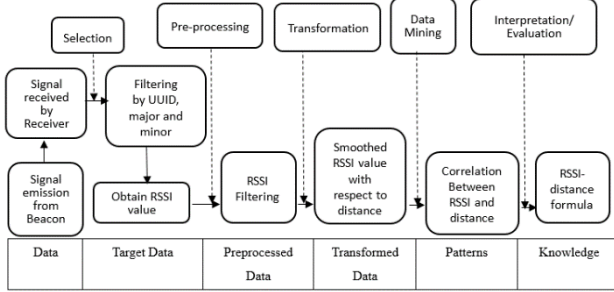 Selection
Pre-processing
Transformation
Data
Mining
Interpretation/
Evaluation
Signal
received
by
Receiver
Filtering
by UUID,
major and
minor
Signal
emission
from
Beacon
Obtain RSSI
value
RSSI
Filtering
Smoothed
RSSI value
with
respect to
distance
Correlation
Between
RSSI and
distance
RSSI-
distance
formula
Data
Target Data
Preprocessed
Data
Transformed
Data
Patterns
Knowledge